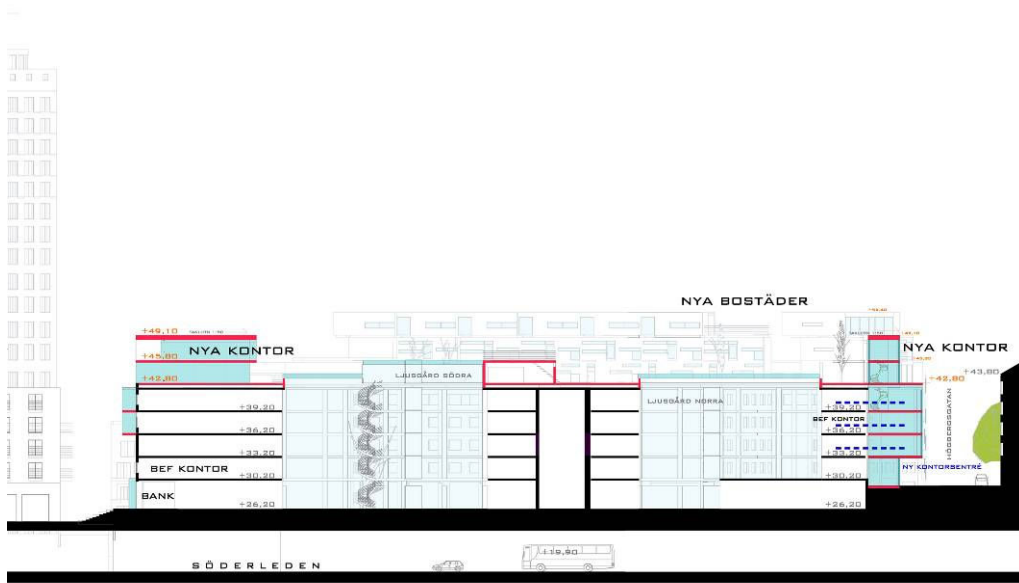 NYA BOSTÄDER
+49,10
NYA KONTOR
+45,80
+42,80
LJUSGÅRD SÖDRA
LJUSGÅRD NORRA
NYA KONTOR
+43,80
+42,80
+39,20
+36,20
+33,20
BEF KONTOR
+30,20
BANK
+26,20
+39,20
BEF KONTOR
+36,20
+33,20
NY KONTORSENTRÉ
+30,20
+26,20
HÖGBERGSGATAN
+19,90
SÖDERLEDEN